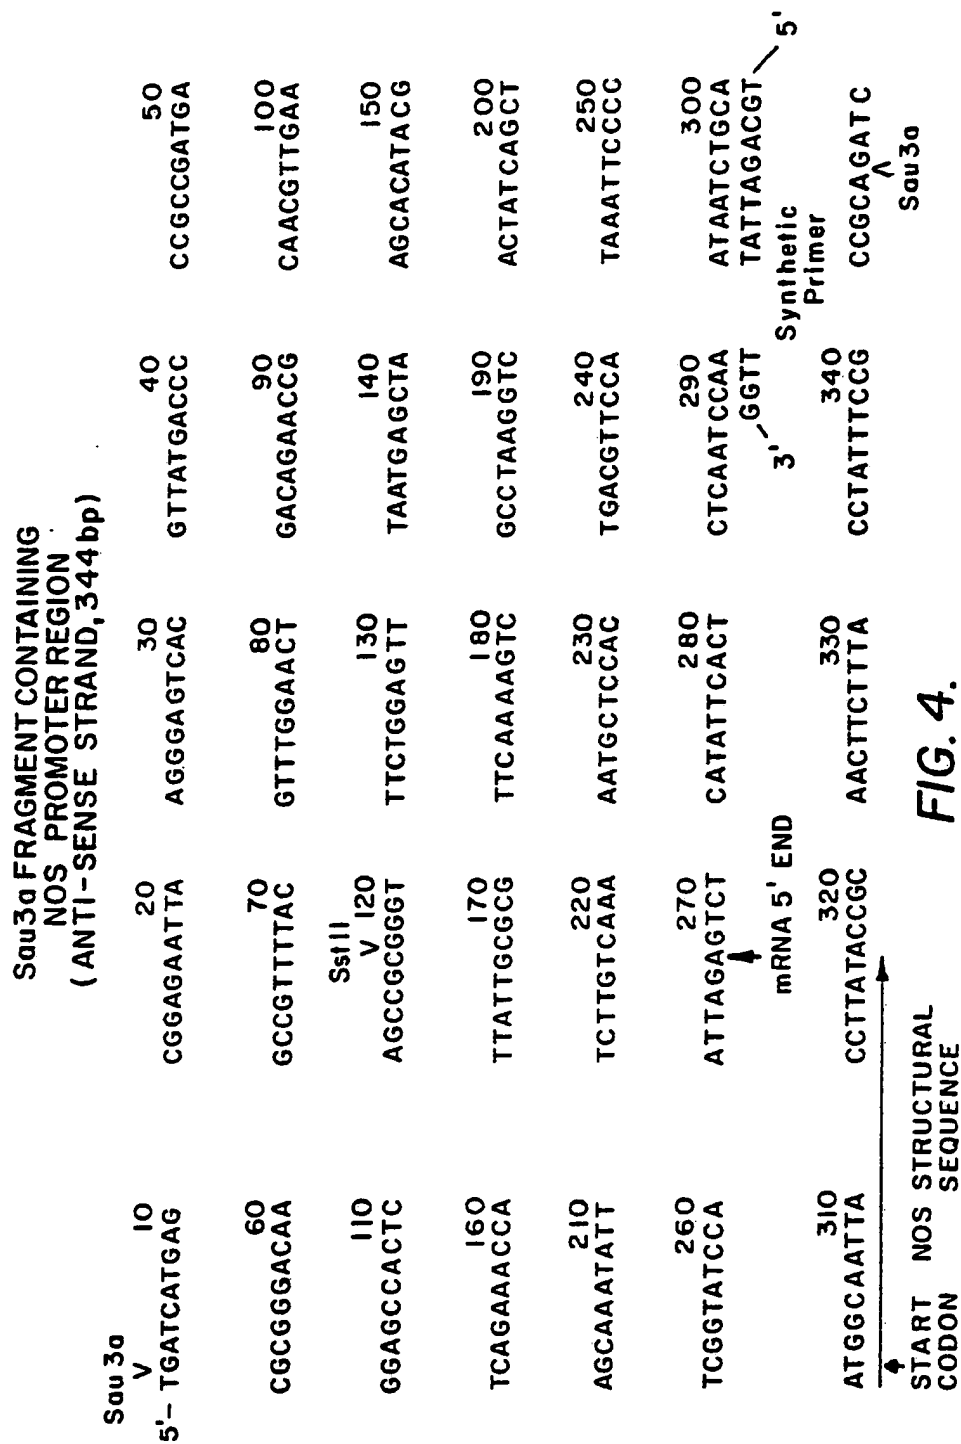 Sau3a FRAGMENT CONTAINING
NOS PROMOTER REGION
(ANTI-SENSE STRAND, 344bp)
Sau 3a
V 10 20 30 40 50
5'- TGATCATGAG CGGAGAATTA AGGGAGTCAC GTTATGACCC CCGCCGATGA
60 70 80 90 100
CGCGGGACAA GCCGTTTTAC GTTTGGAACT GACAGAACCG CAACGTTGAA
SstII
110 V 120 130 140 150
GGAGCCACTC AGCCGCGGGT TTCTGGAGTT TAATGAGCTA AGCACATACG
160 170 180 190 200
TCAGAAACCA TTATTGCGCG TTCAAAAGTC GCCTAAGGTC ACTATCAGCT
210 220 230 240 250
AGCAAATATT TCTTGTCAAA AATGCTCCAC TGACGTTCCA TAAATTCCCC
260 270 280 290 300
TCGGTATCCA ATTAGAGTCT CATATTCACT CTCAATCCAA ATAATCTGCA
3' GGTT TATTAGACGT 5'
mRNA 5' END
Synthetic
Primer
310 320 330 340
ATGGCAATTA CCTTATACCGC AACTTCTTTA CCTATTTCCG CCGCAGATC
Λ
Sau3a
START NOS STRUCTURAL
CODON SEQUENCE
FIG. 4.